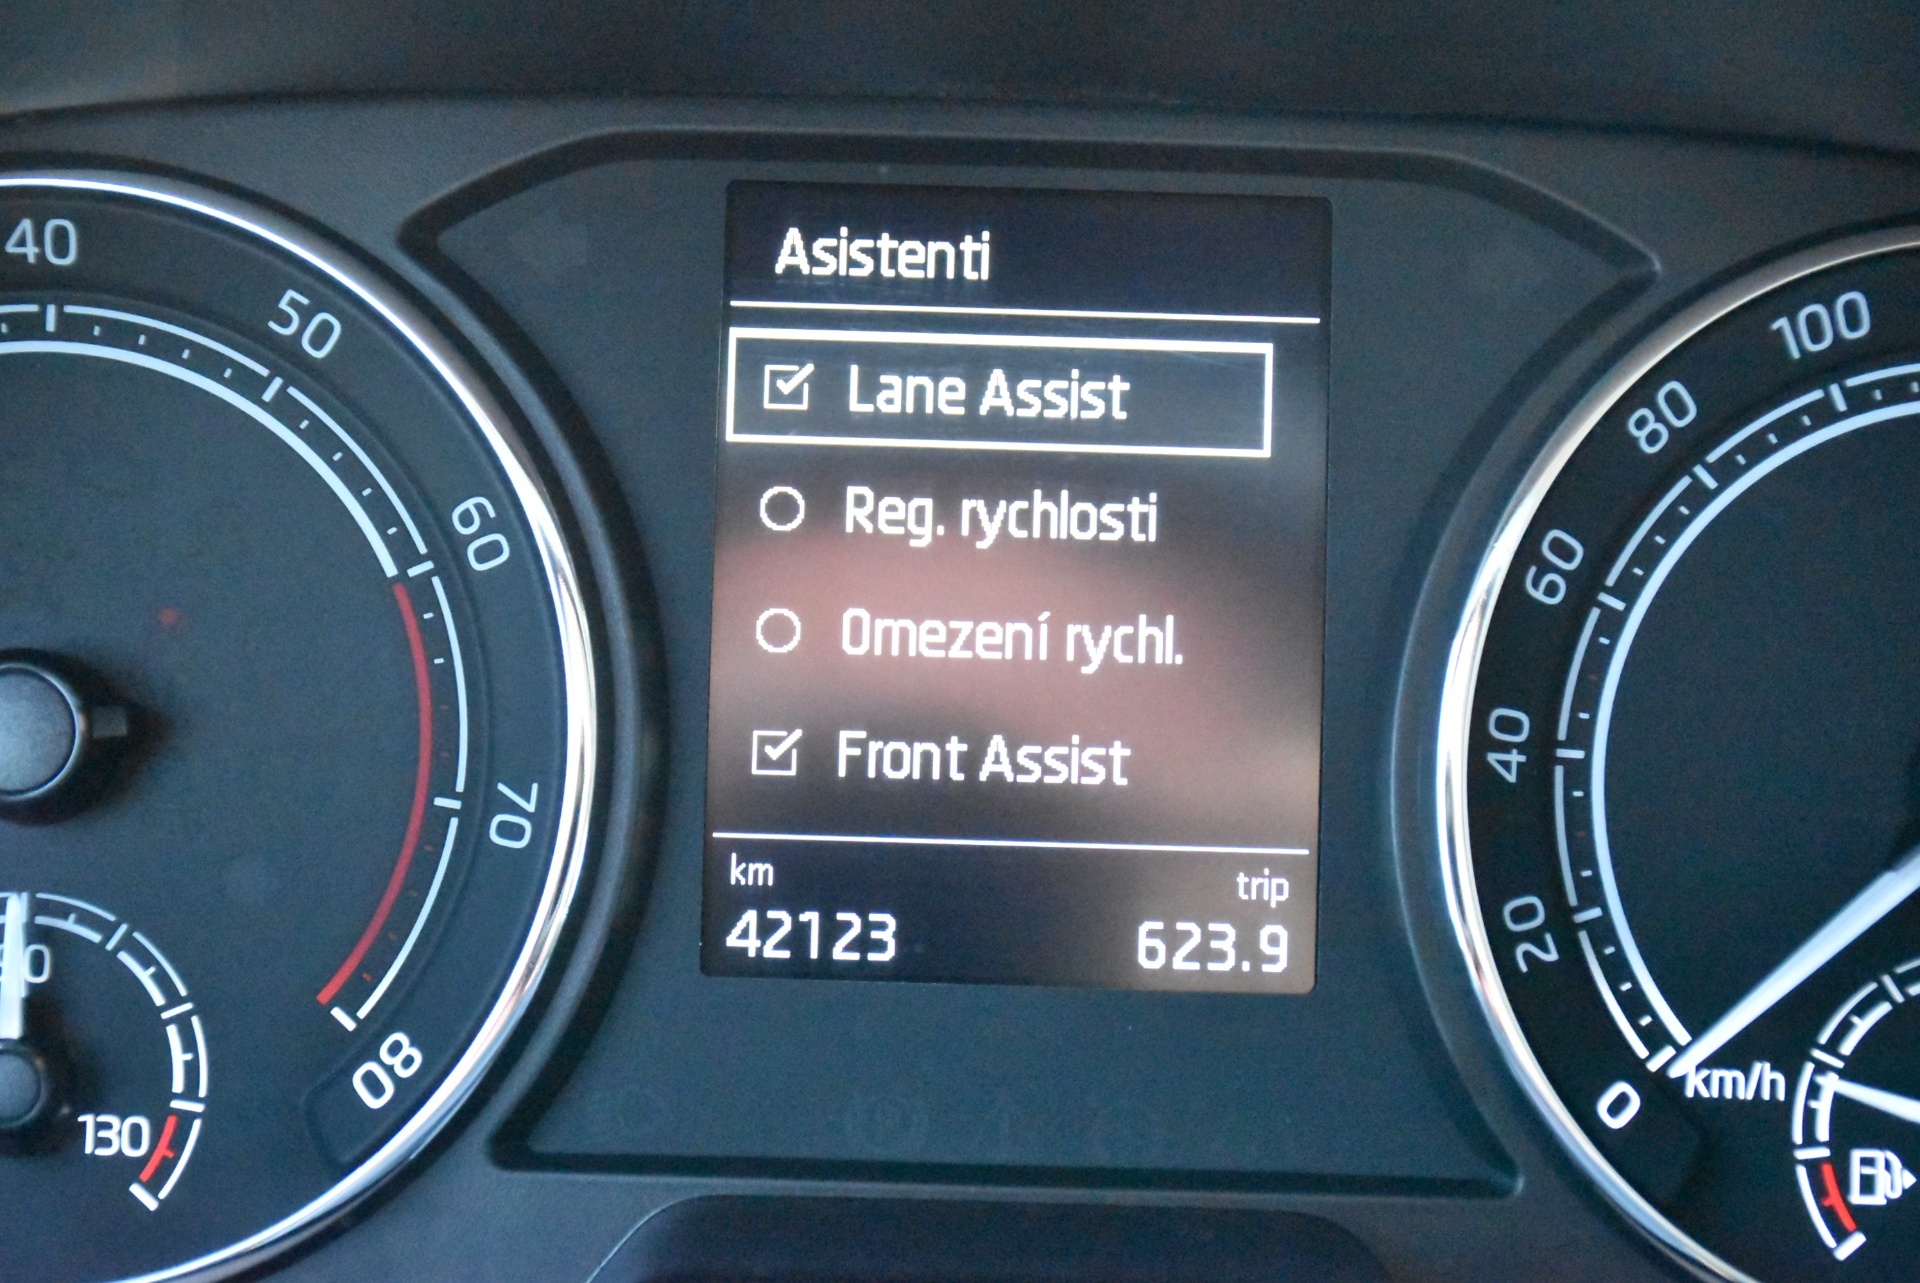 Asistenti
Lane Assist
Reg. rychlosti
Omezení rychl.
Front Assist
km
trip
42123
623.9
40
50
60
70
80
130
100
80
60
40
20
0
km/h